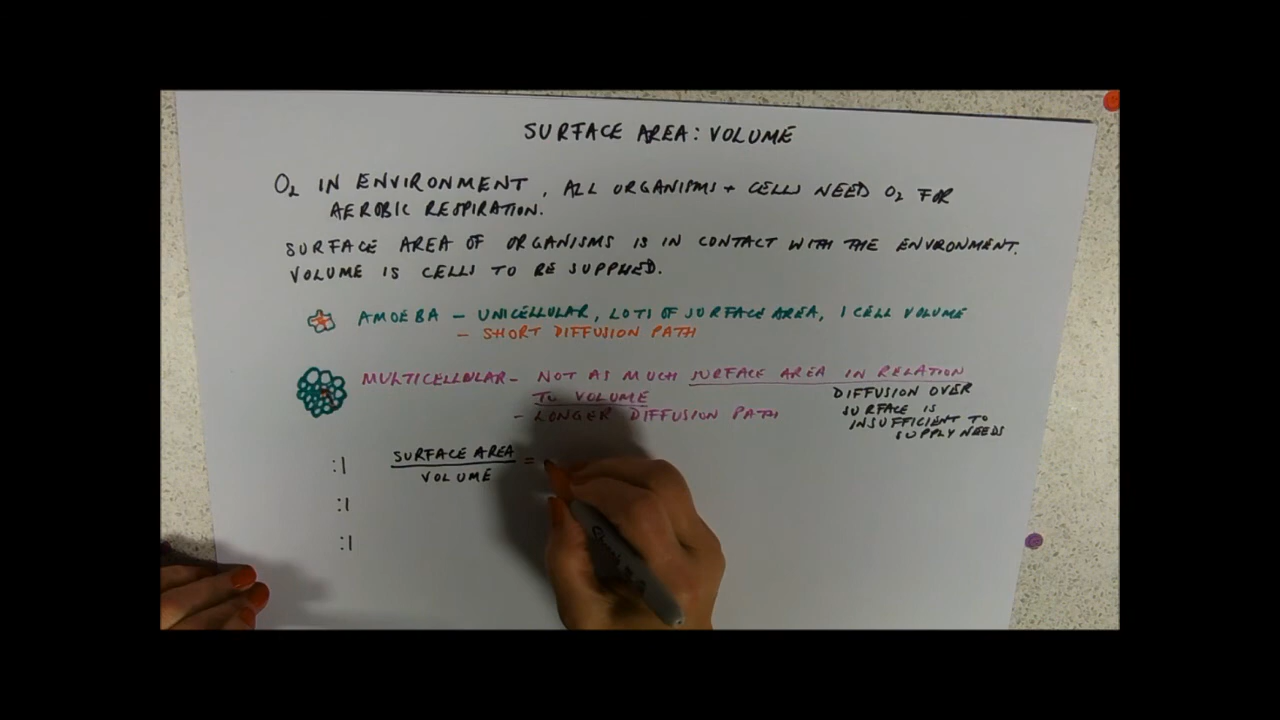 SURFACE AREA: VOLUME
O2 IN ENVIRONMENT, ALL ORGANISMS + CELLS NEED O2 FOR
AEROBIC RESPIRATION.
SURFACE AREA OF ORGANISMS IS IN CONTACT WITH THE ENVIRONMENT.
VOLUME IS CELLS TO BE SUPPLIED.
AMOEBA – UNICELLULAR, LOTS OF SURFACE AREA, 1 CELL VOLUME
– SHORT DIFFUSION PATH
MULTICELLULAR – NOT AS MUCH SURFACE AREA IN RELATION
TO VOLUME
– LONGER DIFFUSION PATH
DIFFUSION OVER
SURFACE IS
INSUFFICIENT TO
SUPPLY NEEDS
:1
SURFACE AREA
VOLUME
=
:1
:1